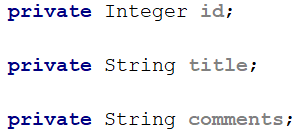 private Integer id;
private String title;
private String comments;